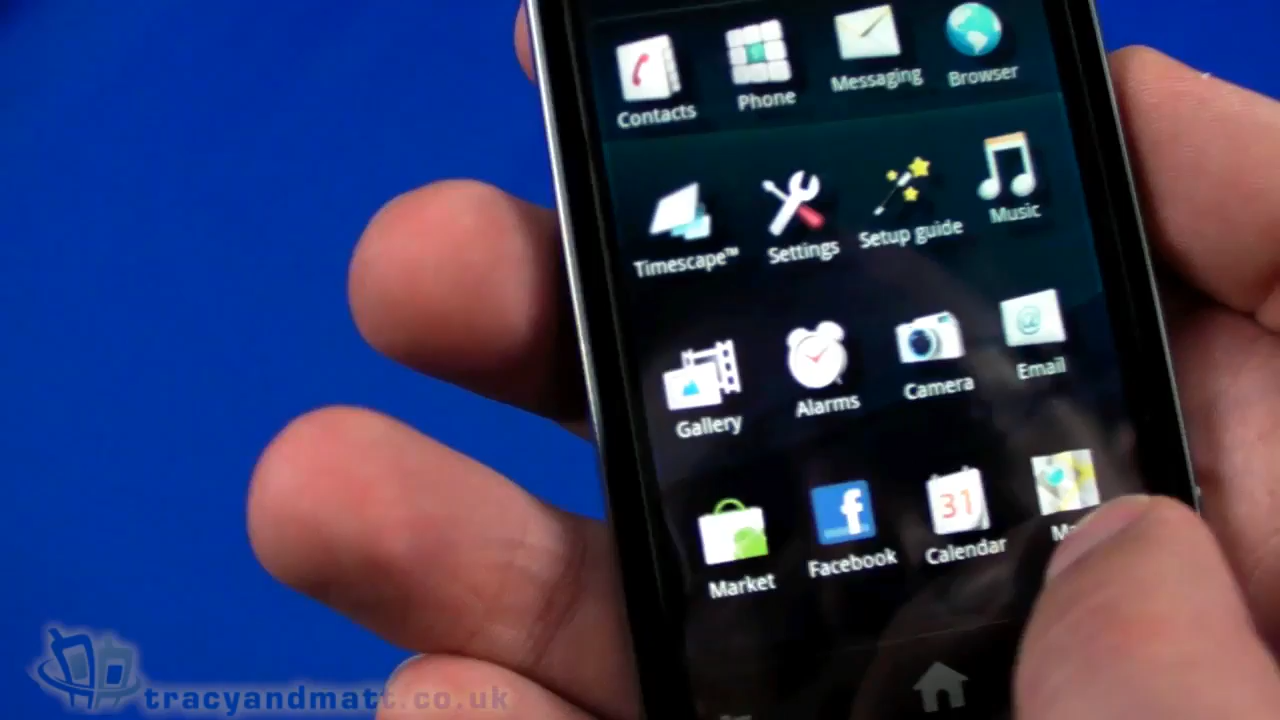 Contacts Phone Messaging Browser
Timescape™ Settings Setup guide Music
Gallery Alarms Camera Email
31
Market Facebook Calendar
tracyandmatt.co.uk